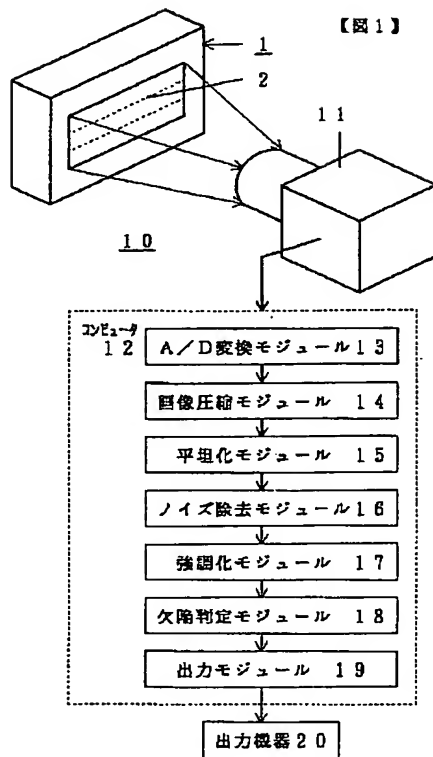 【図1】
1
2
11
10
コンピュータ
12
A/D変換モジュール13
画像圧縮モジュール 14
平坦化モジュール 15
ノイズ除去モジュール16
強調化モジュール 17
欠陥判定モジュール 18
出力モジュール 19
出力機器20